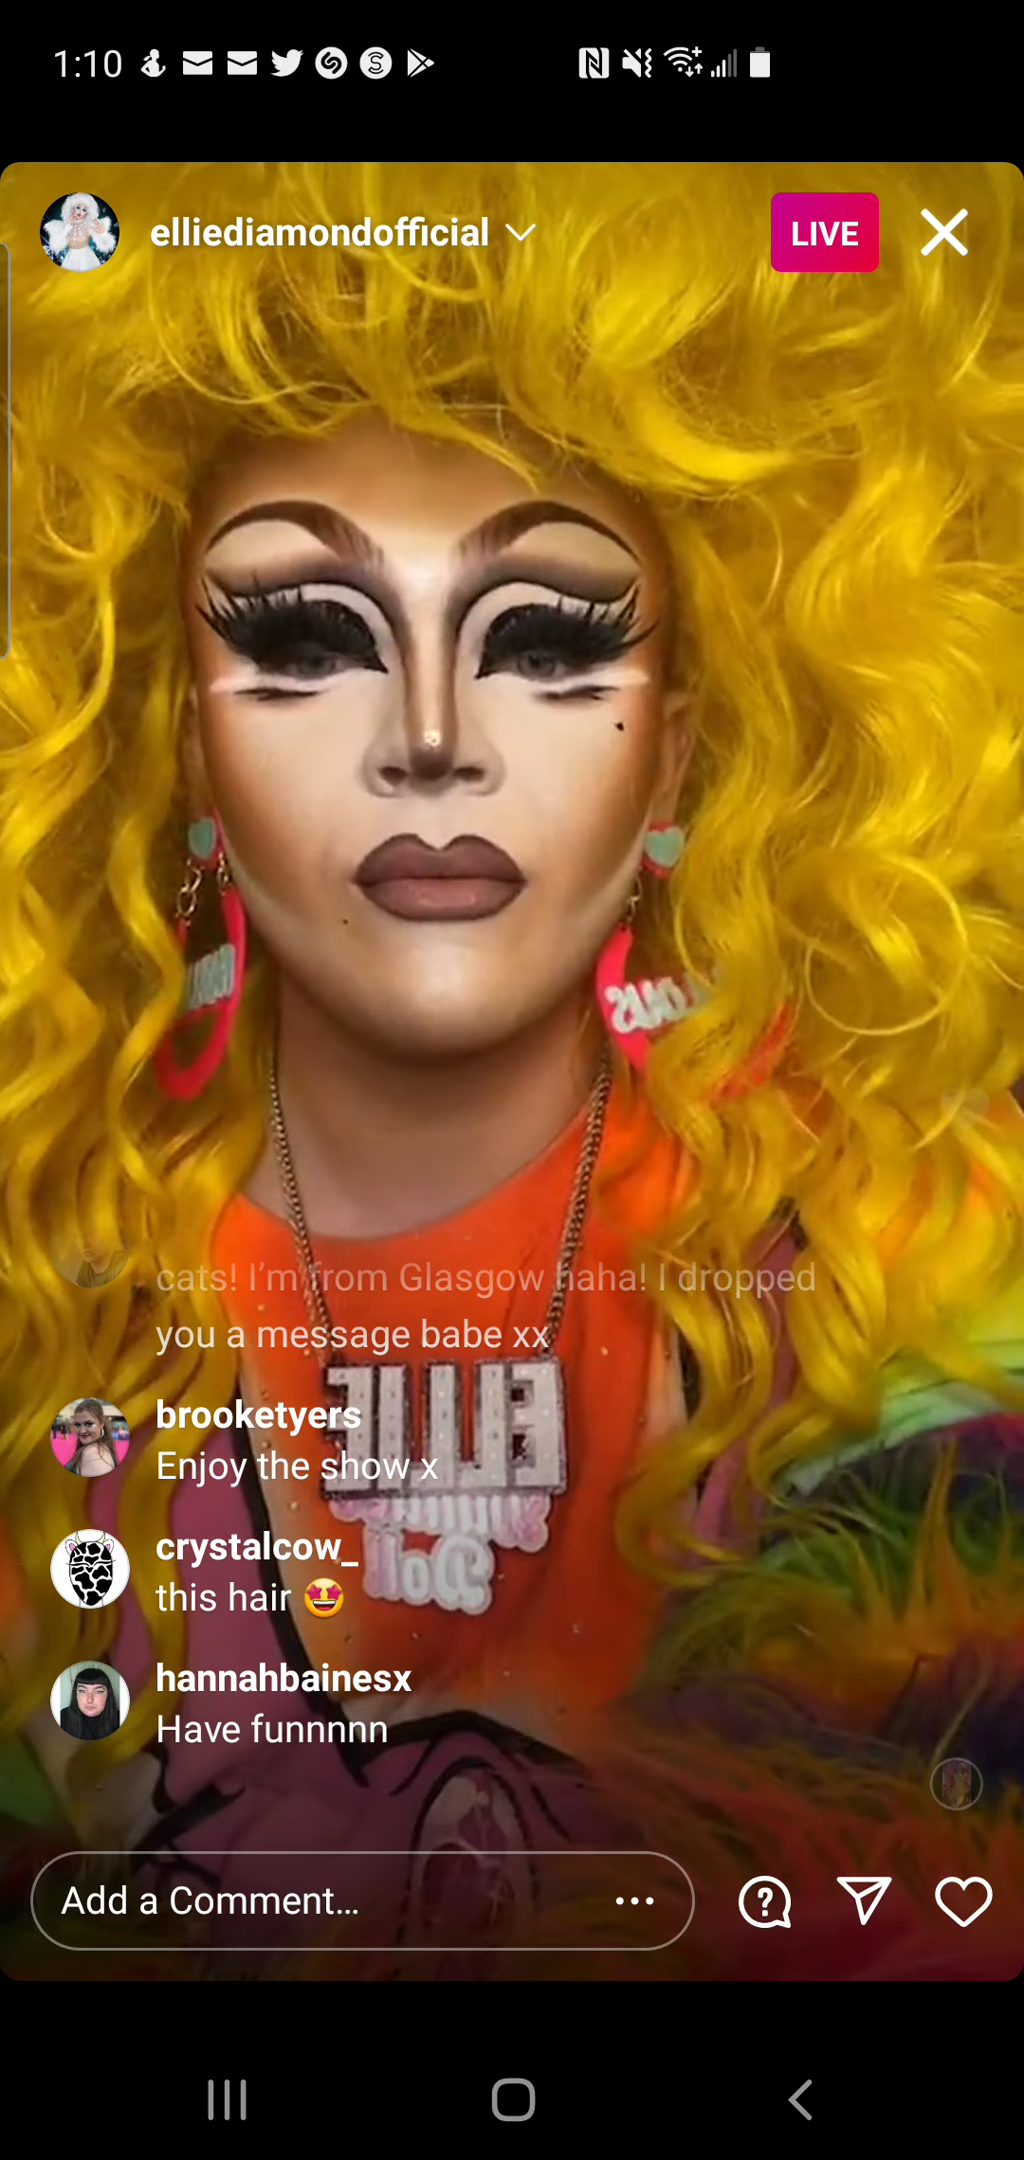 1:10
elliediamondofficial
LIVE
cats! I’m from Glasgow haha! I dropped
you a message babe xx
brooketyers
Enjoy the show x
ELLIE
Doll
crystalcow_
this hair 🤩
hannahbainesx
Have funnnnn
Add a Comment…